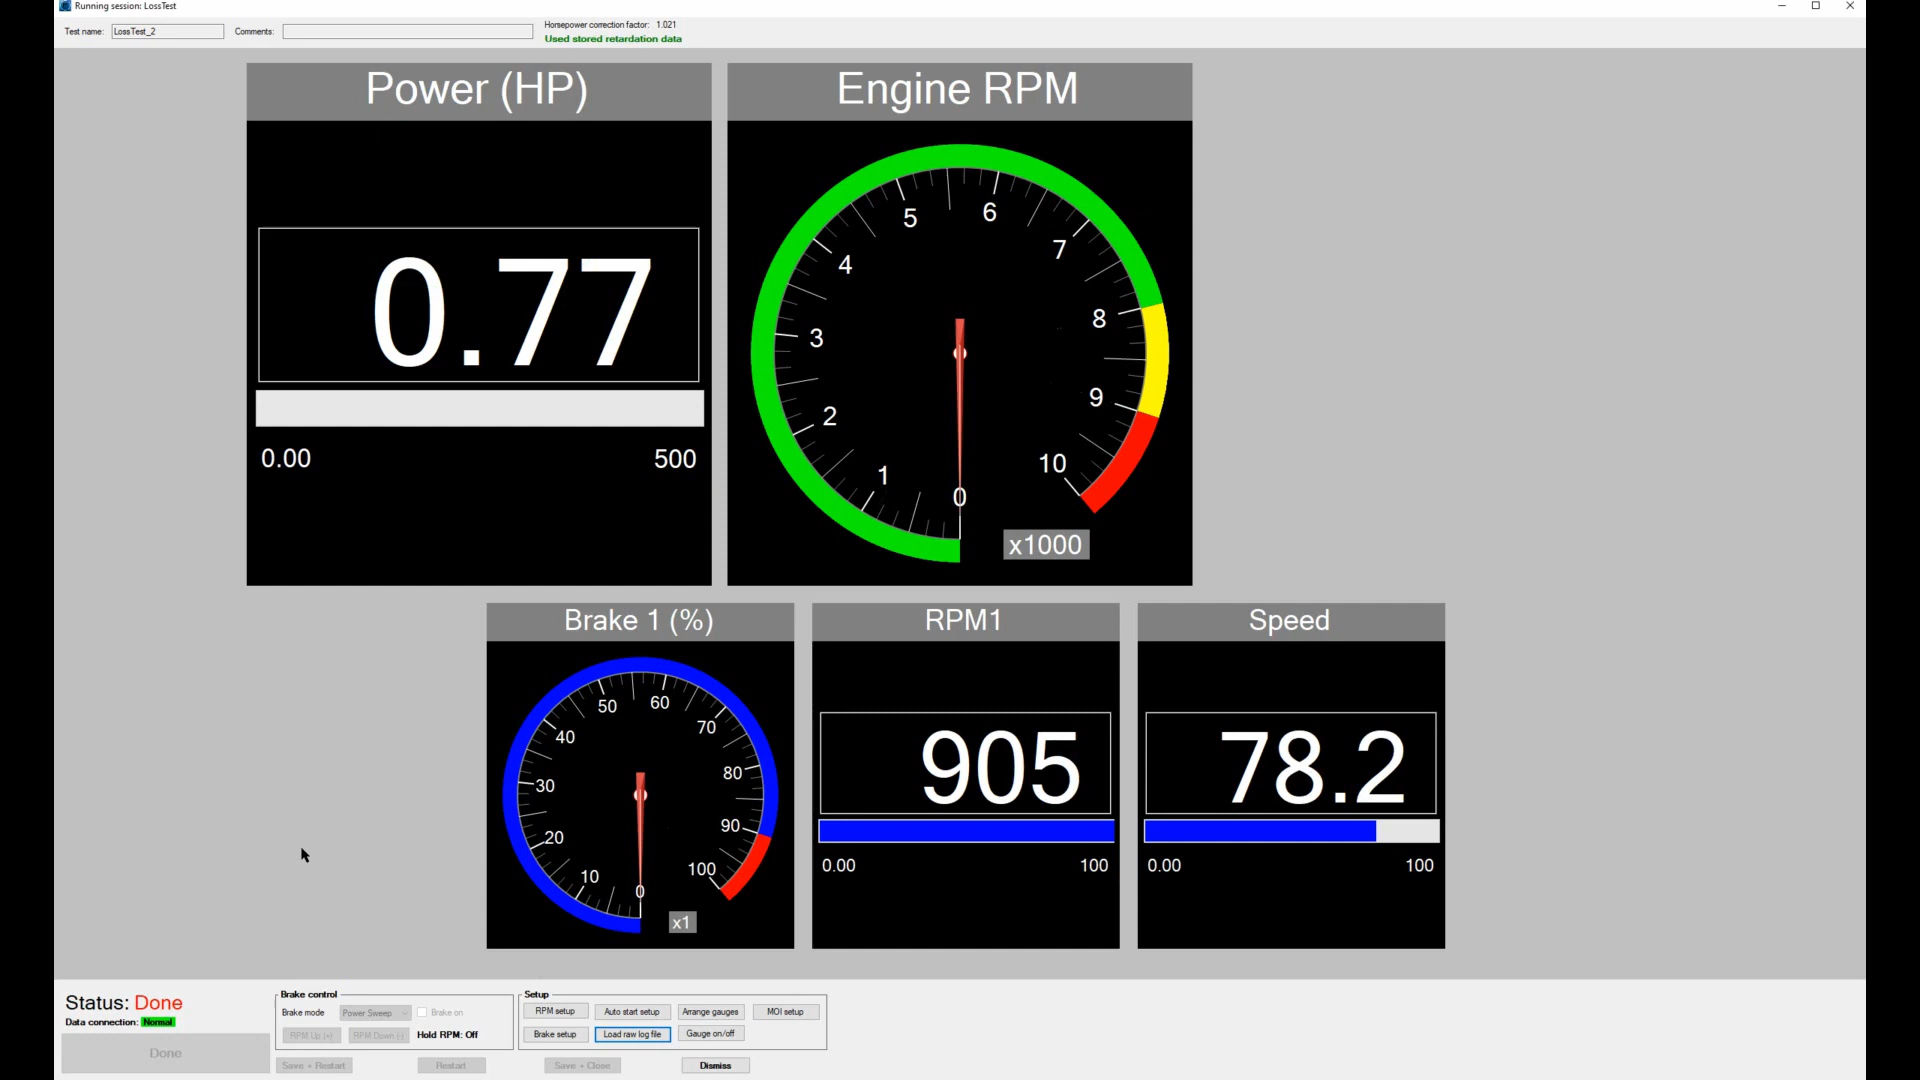 Running session: LossTest
Test name: LossTest_2 Comments:
Horsepower correction factor: 1.021
Used stored retardation data
Power (HP)
0.77
0.00 500
Engine RPM
0 1 2 3 4 5 6 7 8 9 10
x1000
Brake 1 (%)
0 10 20 30 40 50 60 70 80 90 100
x1
RPM1
905
0.00 100
Speed
78.2
0.00 100
Status: Done
Data connection: Normal
Done
Brake control
Brake mode Power Sweep Brake on
RPM Up (+) RPM Down (-) Hold RPM: Off
Setup
RPM setup Auto start setup Arrange gauges MOI setup
Brake setup Load raw log file Gauge on/off
Save + Restart Restart Save + Close Dismiss